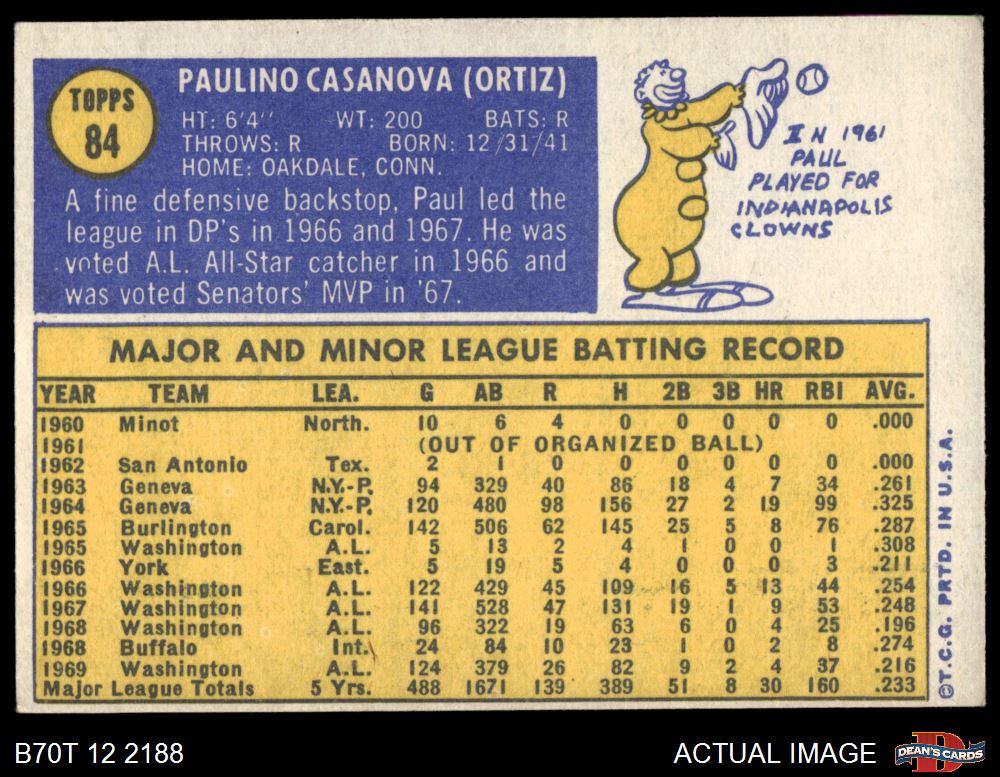 TOPPS
84
PAULINO CASANOVA (ORTIZ)
HT: 6'4'' WT: 200 BATS: R
THROWS: R BORN: 12/31/41
HOME: OAKDALE, CONN.
A fine defensive backstop, Paul led the
league in DP's in 1966 and 1967. He was
voted A.L. All-Star catcher in 1966 and
was voted Senators' MVP in '67.
IN 1961
PAUL
PLAYED FOR
INDIANAPOLIS
CLOWNS
MAJOR AND MINOR LEAGUE BATTING RECORD
YEAR TEAM LEA. G AB R H 2B 3B HR RBI AVG.
1960 Minot North. 10 6 4 0 0 0 0 0 .000
1961 (OUT OF ORGANIZED BALL)
1962 San Antonio Tex. 2 1 0 0 0 0 0 0 .000
1963 Geneva N.Y.-P. 94 329 40 86 18 4 7 34 .261
1964 Geneva N.Y.-P. 120 480 98 156 27 2 19 99 .325
1965 Burlington Carol. 142 506 62 145 25 5 8 76 .287
1965 Washington A.L. 5 13 2 4 1 0 0 1 .308
1966 York East. 5 19 5 4 0 0 0 3 .211
1966 Washington A.L. 122 429 45 109 16 5 13 44 .254
1967 Washington A.L. 141 528 47 131 19 1 9 53 .248
1968 Washington A.L. 96 322 19 63 6 0 4 25 .196
1968 Buffalo Int. 24 84 10 23 1 0 2 8 .274
1969 Washington A.L. 124 379 26 82 9 2 4 37 .216
Major League Totals 5 Yrs. 488 1671 139 389 51 8 30 160 .233
©T.C.G. PRTD. IN U.S.A.
B70T 12 2188
ACTUAL IMAGE
DEAN'S CARDS